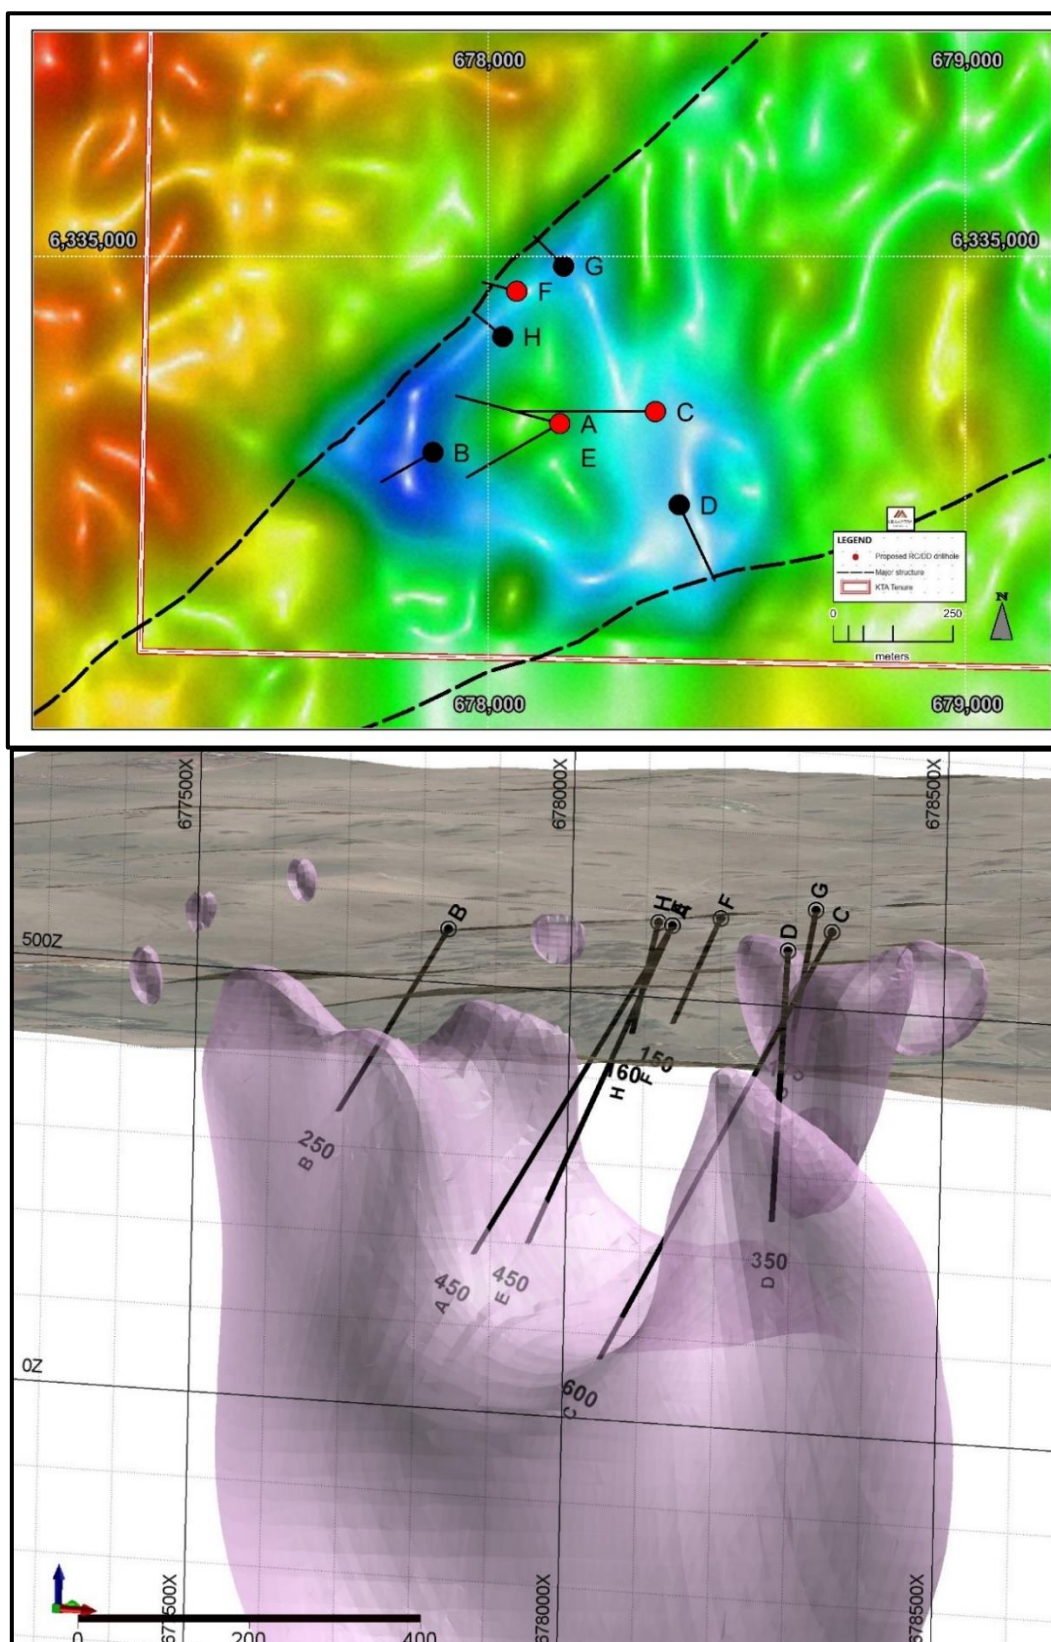 678,000
679,000
6,335,000
6,335,000
G
F
H
A
C
E
B
D
LEGEND
Proposed RC/DD drillhole
Major structure
KTA Tenure
0 250
meters
N
678,000
679,000
677500X
678000X
678500X
500Z
B
H
F
G
C
D
150
F
160
H
250
B
450
A
450
E
350
D
600
C
0Z
677500X
678000X
678500X
0 200 400